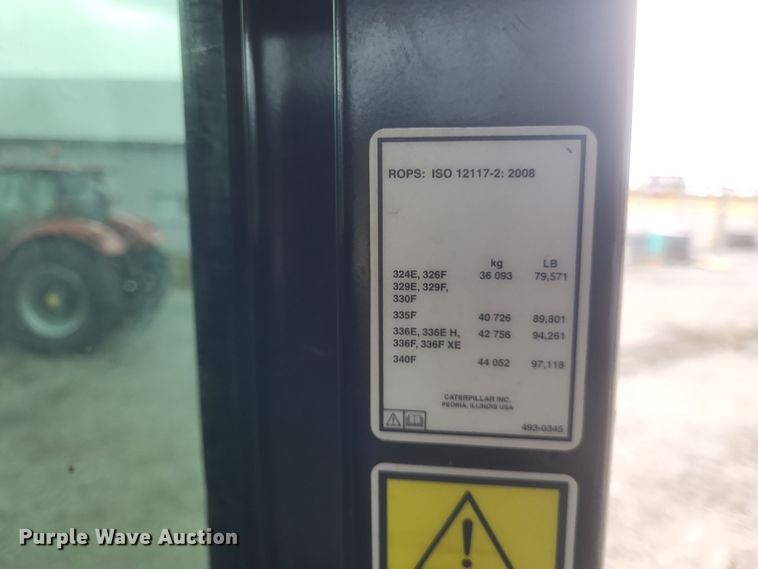 ROPS: ISO 12117-2: 2008
kg LB
324E, 326F 36 093 79,571
329E, 329F,
330F
335F 40 726 89,801
336E, 336E H, 42 756 94,261
336F, 336F XE
340F 44 052 97,118
CATERPILLAR INC.
PEORIA, ILLINOIS USA
493-0345
Purple Wave Auction